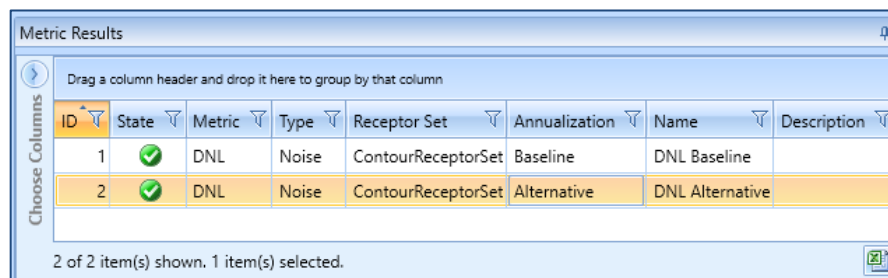 Metric Results
Choose Columns
Drag a column header and drop it here to group by that column
ID State Metric Type Receptor Set Annualization Name Description
1 DNL Noise ContourReceptorSet Baseline DNL Baseline
2 DNL Noise ContourReceptorSet Alternative DNL Alternative
2 of 2 item(s) shown. 1 item(s) selected.